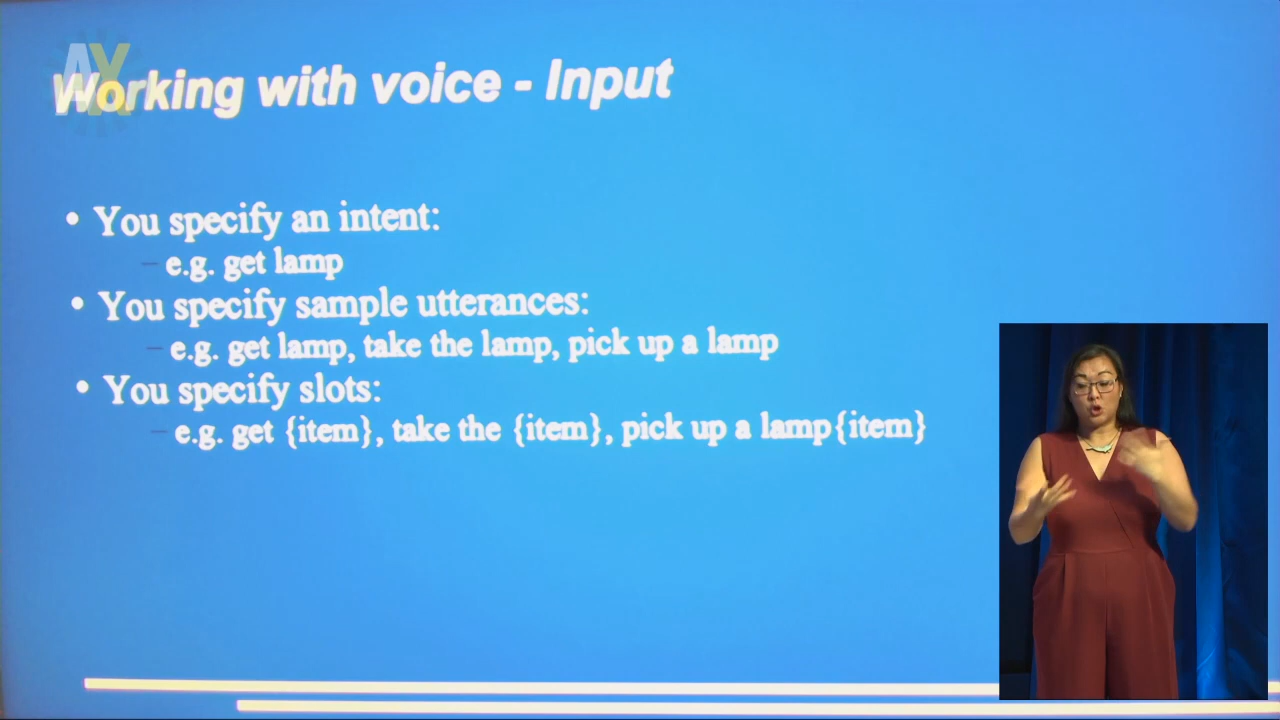 AY
Working with voice - Input
• You specify an intent:
– e.g. get lamp
• You specify sample utterances:
– e.g. get lamp, take the lamp, pick up a lamp
• You specify slots:
– e.g. get {item}, take the {item}, pick up a lamp{item}